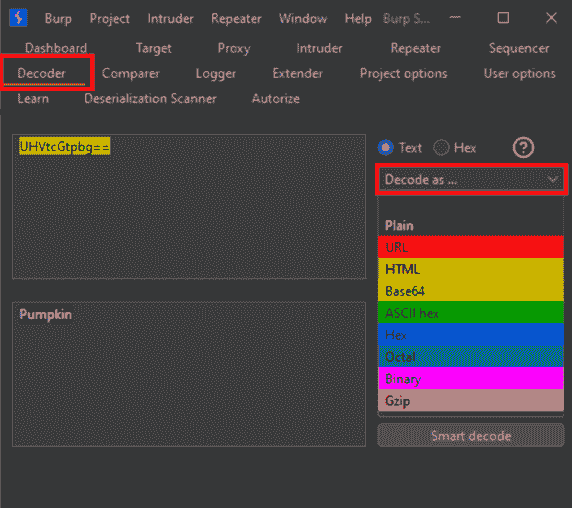 Burp Project Intruder Repeater Window Help Burp S...
Dashboard Target Proxy Intruder Repeater Sequencer
Decoder Comparer Logger Extender Project options User options
Learn Deserialization Scanner Autorize
UHVtcGtpbg==
Text Hex ?
Decode as ...
Plain
URL
HTML
Base64
ASCII hex
Hex
Octal
Binary
Gzip
Pumpkin
Smart decode